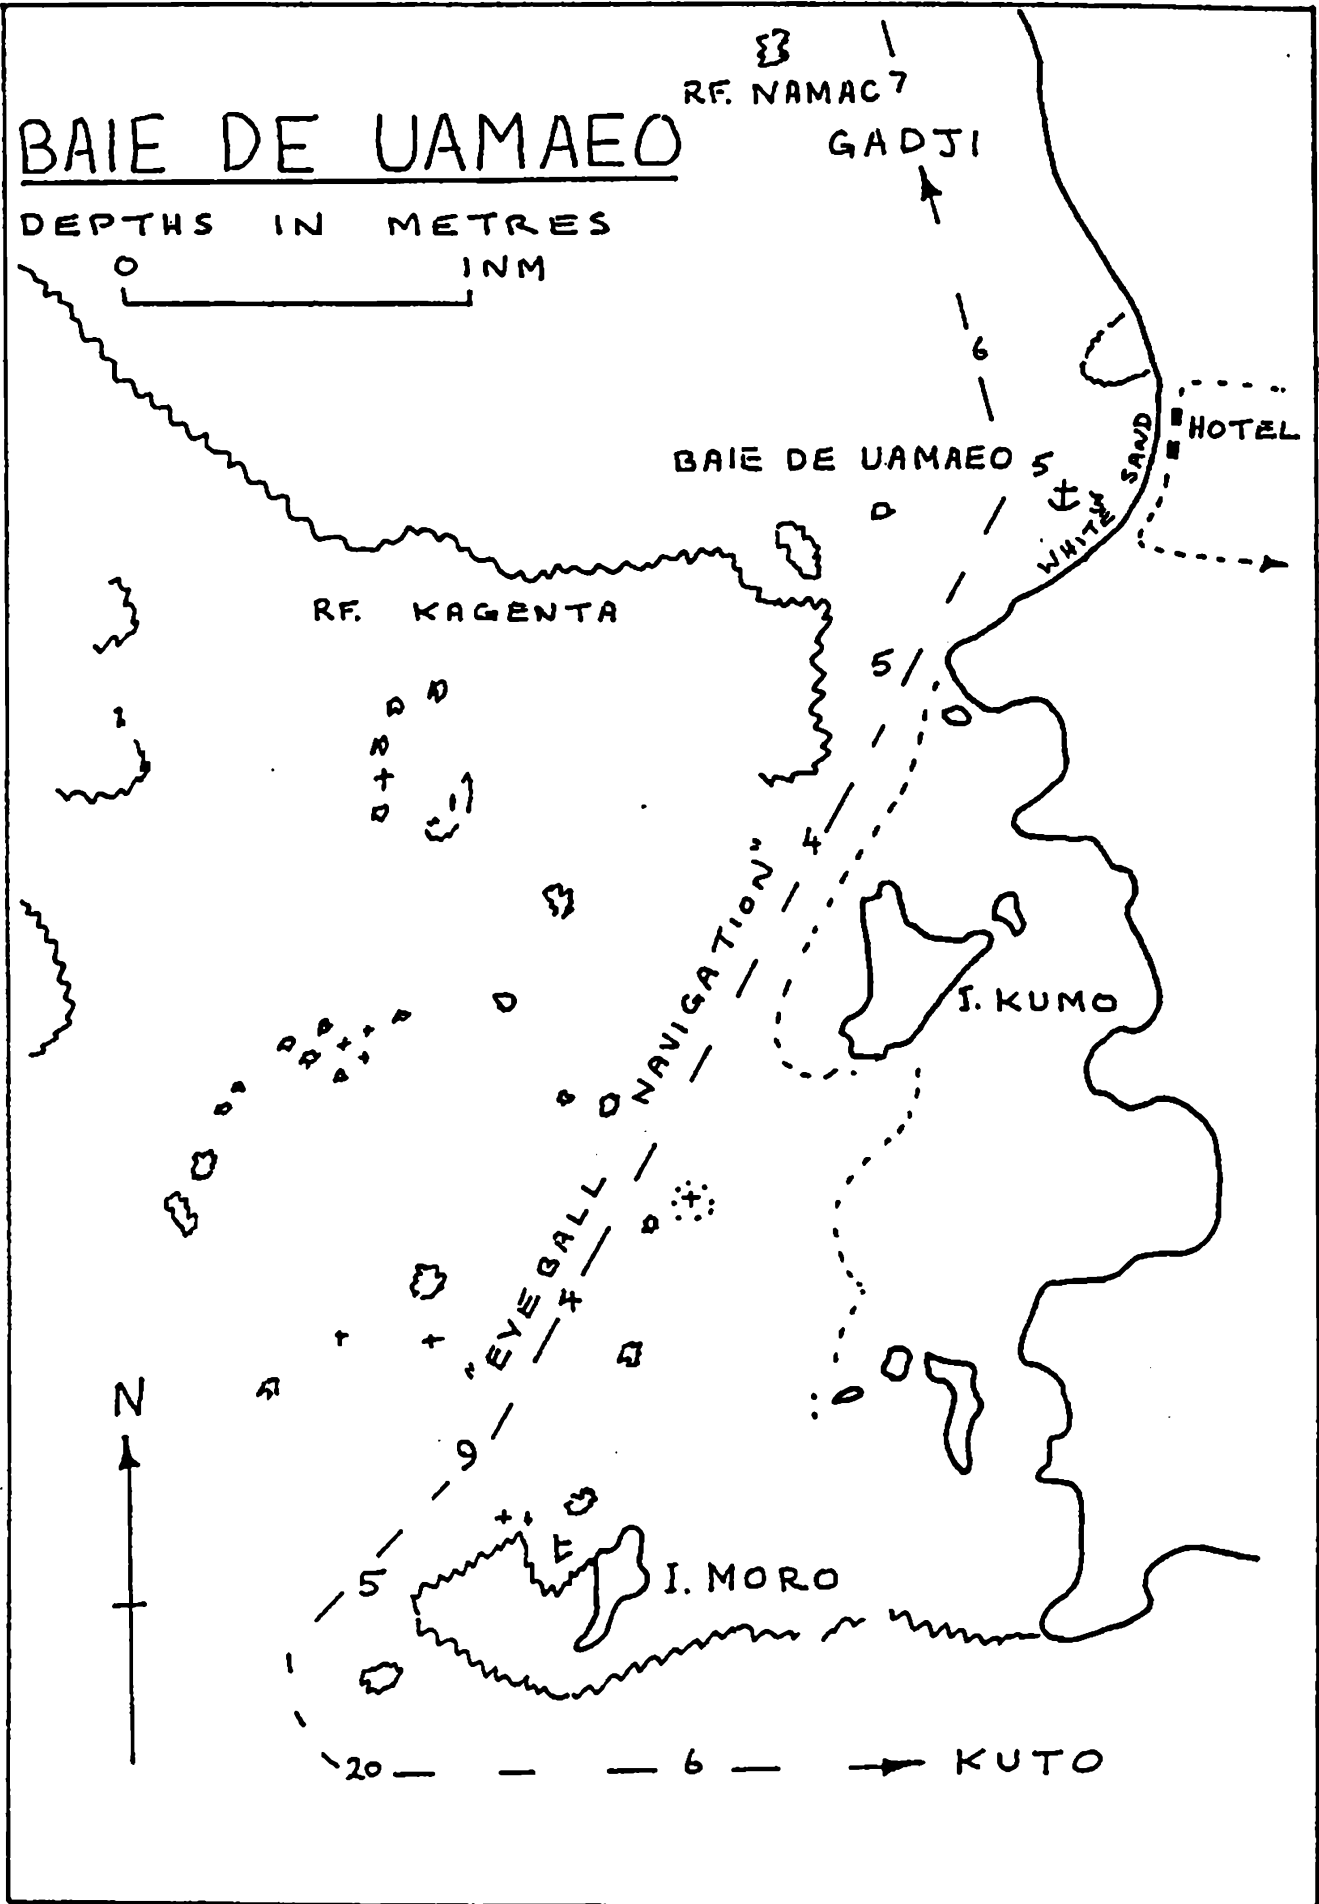 RF. NAMAC 7
BAIE DE UAMAEO
GADJI
DEPTHS IN METRES
0 1NM
6
HOTEL
BAIE DE UAMAEO 5
WHITE SAND
RF. KAGENTA
5
4
"EYEBALL NAVIGATION"
I. KUMO
4
N
9
5
I. MORO
20 6 KUTO